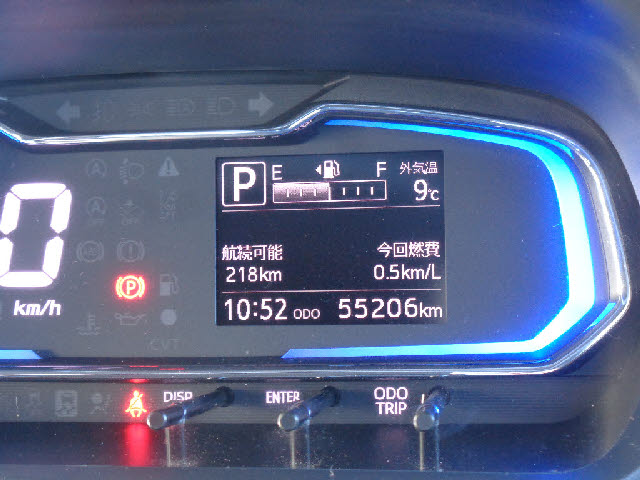 P E F 外気温
9℃
航続可能 今回燃費
218km 0.5km/L
10:52 ODO 55206km
0
km/h
P
CVT
DISP ENTER ODO TRIP